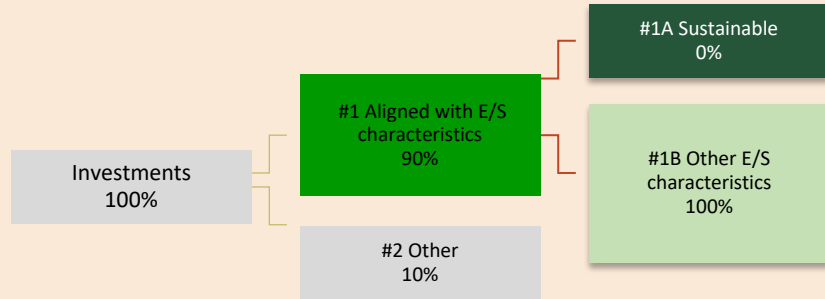 Investments
100%
#1 Aligned with E/S
characteristics
90%
#2 Other
10%
#1A Sustainable
0%
#1B Other E/S
characteristics
100%